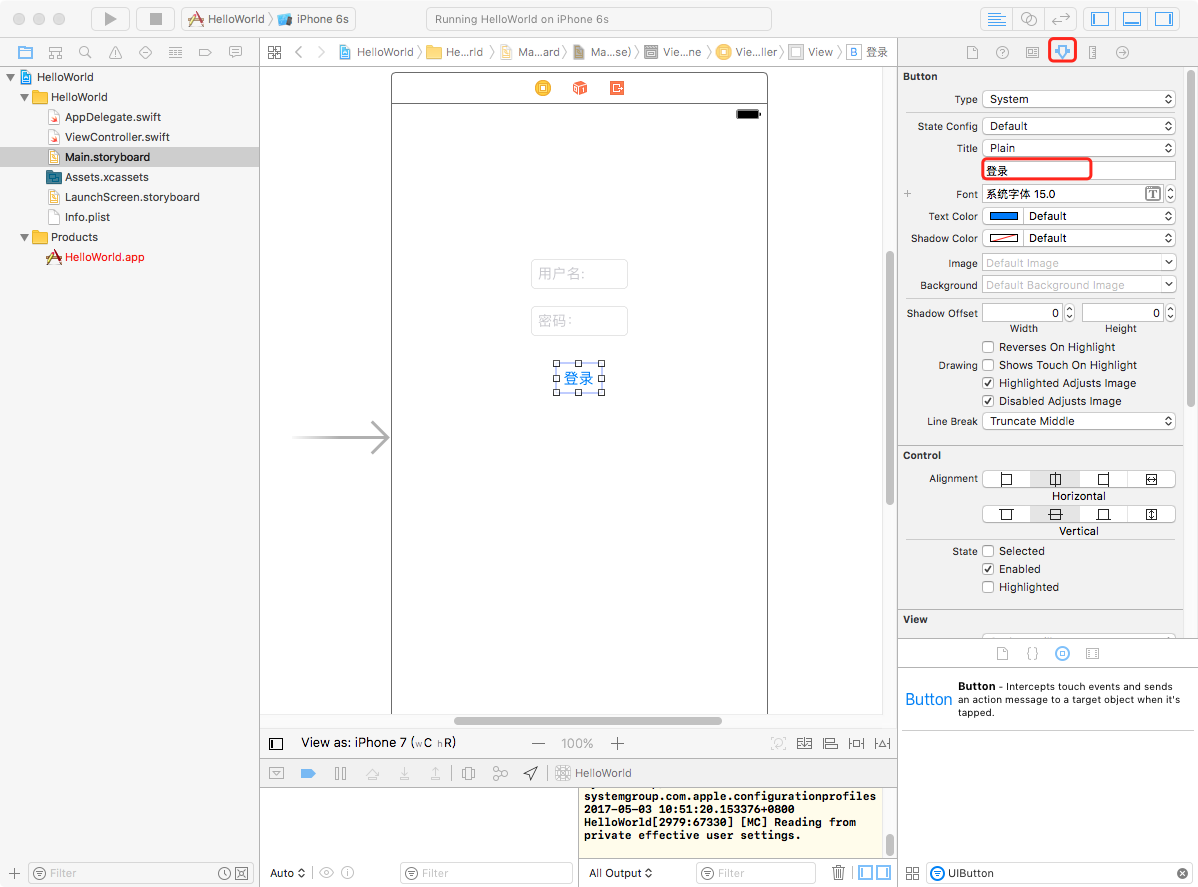 HelloWorld iPhone 6s Running HelloWorld on iPhone 6s
HelloWorld He...rld Ma...ard Ma...se) Vie...ne Vie...ller View B 登录
HelloWorld
HelloWorld
AppDelegate.swift
ViewController.swift
Main.storyboard
Assets.xcassets
LaunchScreen.storyboard
Info.plist
Products
HelloWorld.app
Filter
用户名:
密码:
登录
View as: iPhone 7 (wC hR) 100%
HelloWorld
systemgroup.com.apple.configurationprofiles
2017-05-03 10:51:20.153376+0800
HelloWorld[2979:67330] [MC] Reading from
private effective user settings.
Auto Filter All Output Filter
Button
Type System
State Config Default
Title Plain
登录
Font 系统字体 15.0 T
Text Color Default
Shadow Color Default
Image Default Image
Background Default Background Image
Shadow Offset 0 0
Width Height
Reverses On Highlight
Drawing Shows Touch On Highlight
Highlighted Adjusts Image
Disabled Adjusts Image
Line Break Truncate Middle
Control
Alignment
Horizontal
Vertical
State Selected
Enabled
Highlighted
View
Button Button - Intercepts touch events and sends
an action message to a target object when it's
tapped.
UIButton